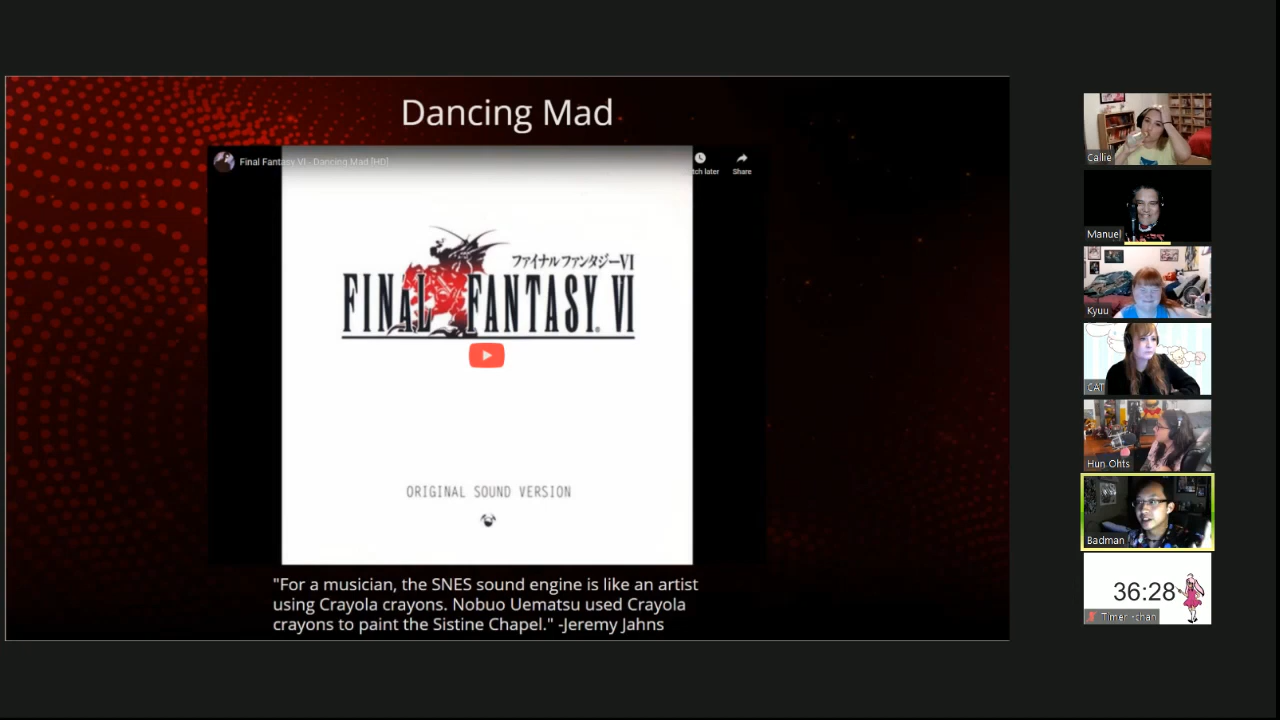 Dancing Mad
Final Fantasy VI - Dancing Mad [HD]
tch later
Share
ファイナルファンタジーVI
FINAL FANTASY VI
ORIGINAL SOUND VERSION
"For a musician, the SNES sound engine is like an artist
using Crayola crayons. Nobuo Uematsu used Crayola
crayons to paint the Sistine Chapel." -Jeremy Jahns
Callie
Manuel
Kyuu
CAT
Hun Ohts
Badman
36:28
Timer -chan